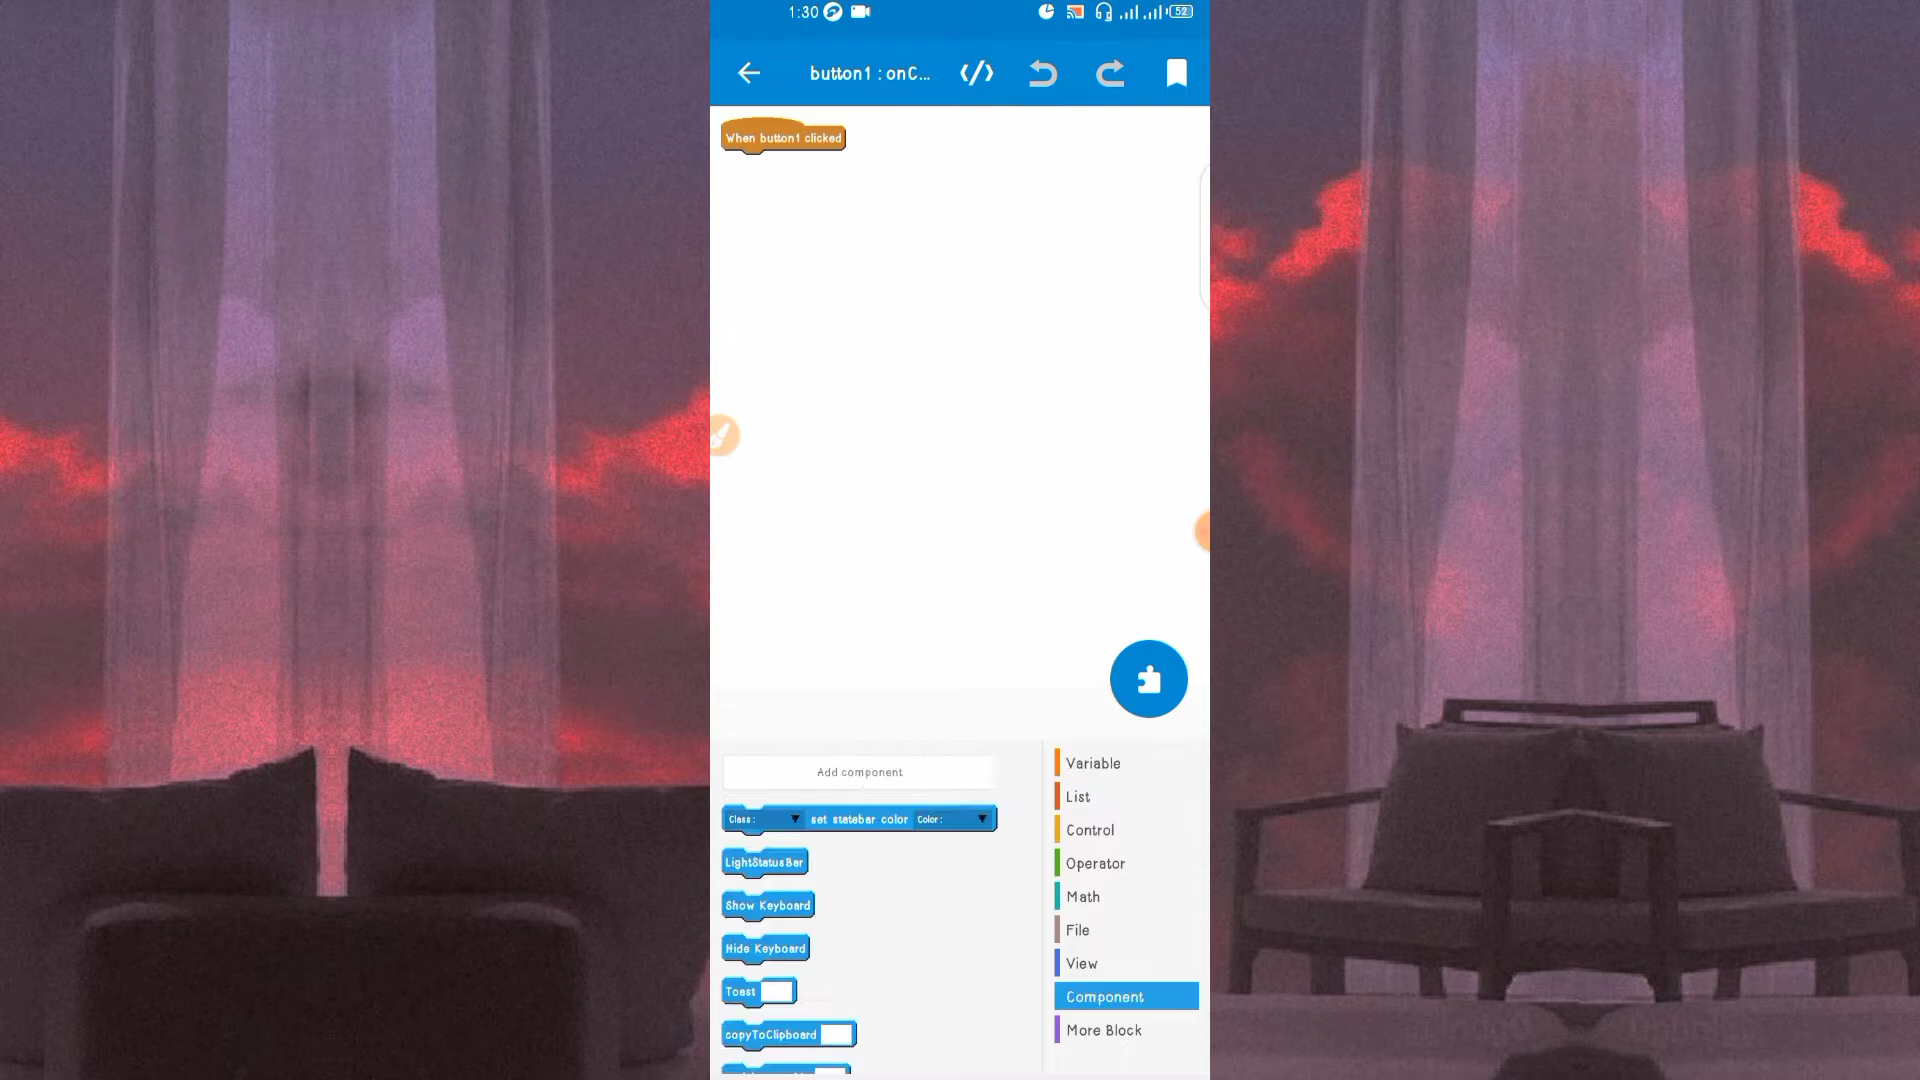 1:30
52
button1 : onC...
When button1 clicked
Add component
Class :
set statebar color
Color :
LightStatusBar
Show Keyboard
Hide Keyboard
Toast
copyToClipboard
Variable
List
Control
Operator
Math
File
View
Component
More Block